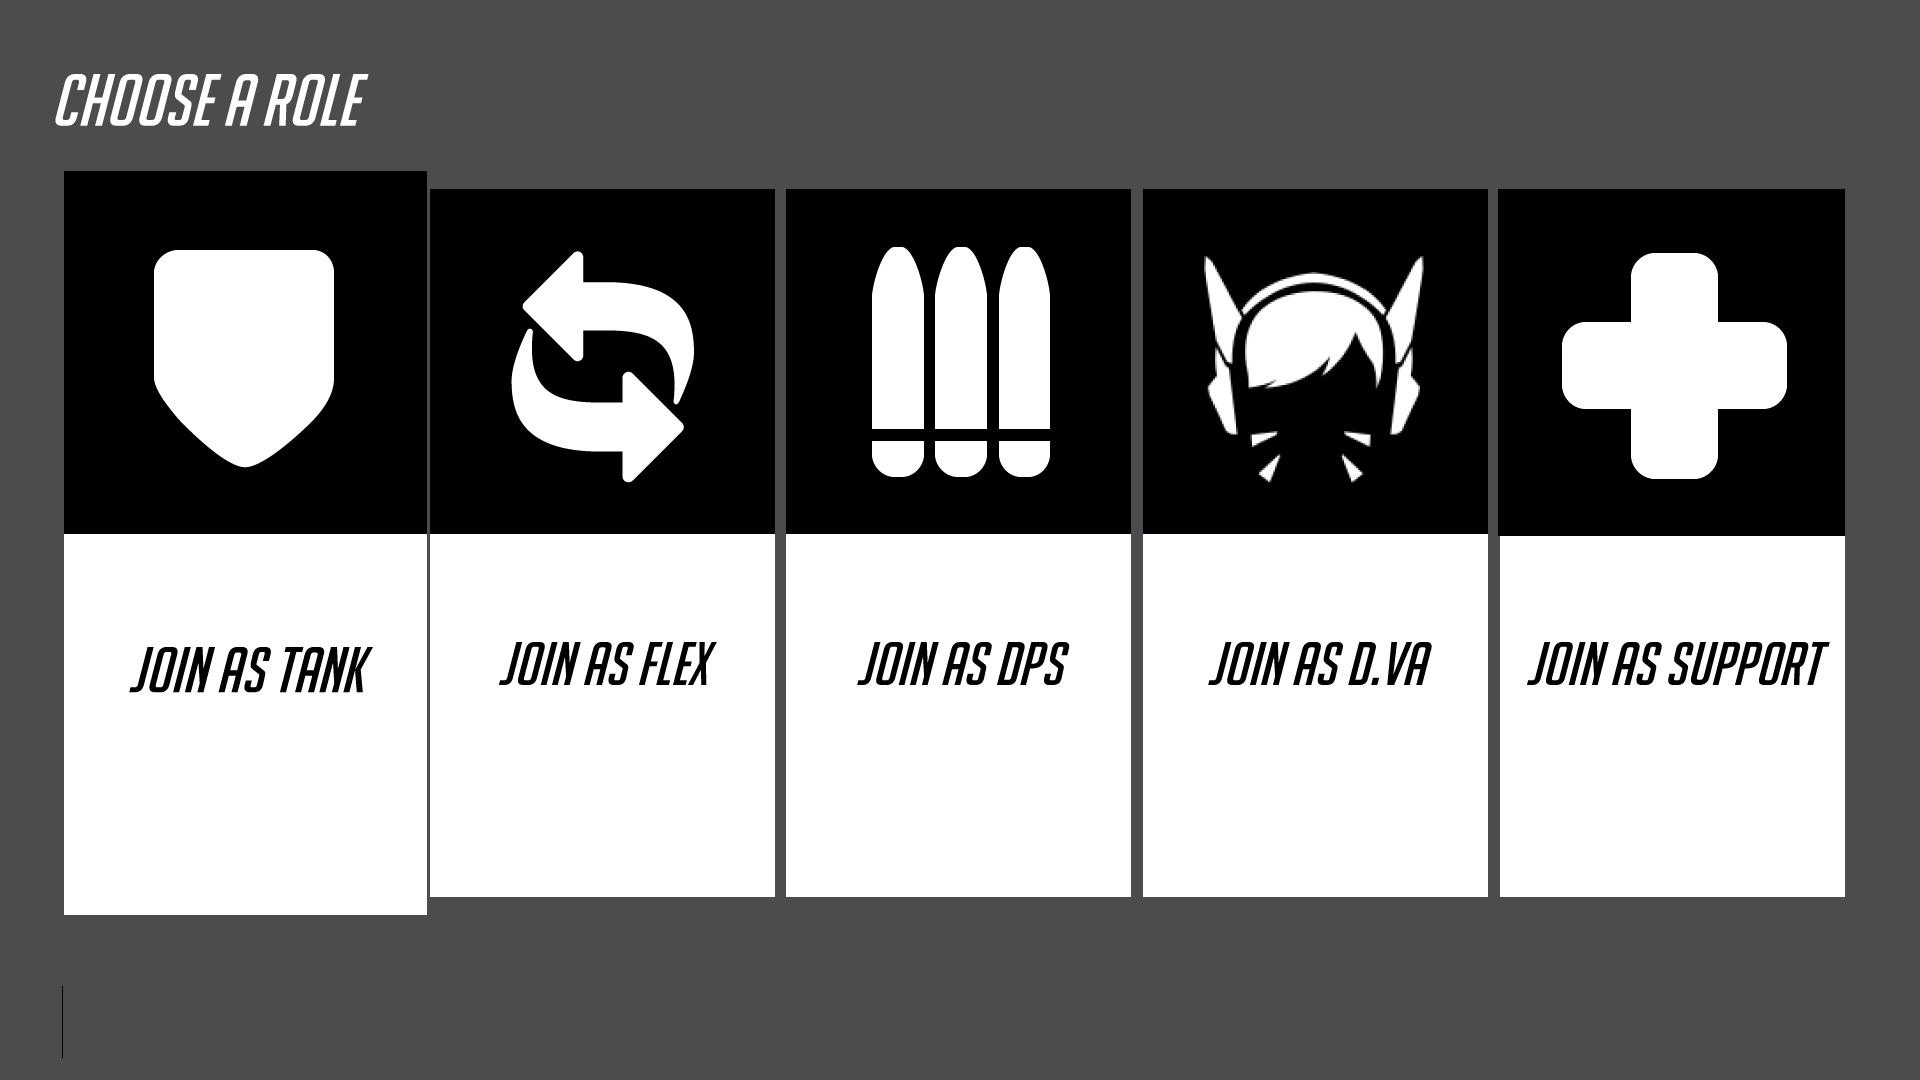 CHOOSE A ROLE
JOIN AS TANK
JOIN AS FLEX
JOIN AS DPS
JOIN AS D.VA
JOIN AS SUPPORT